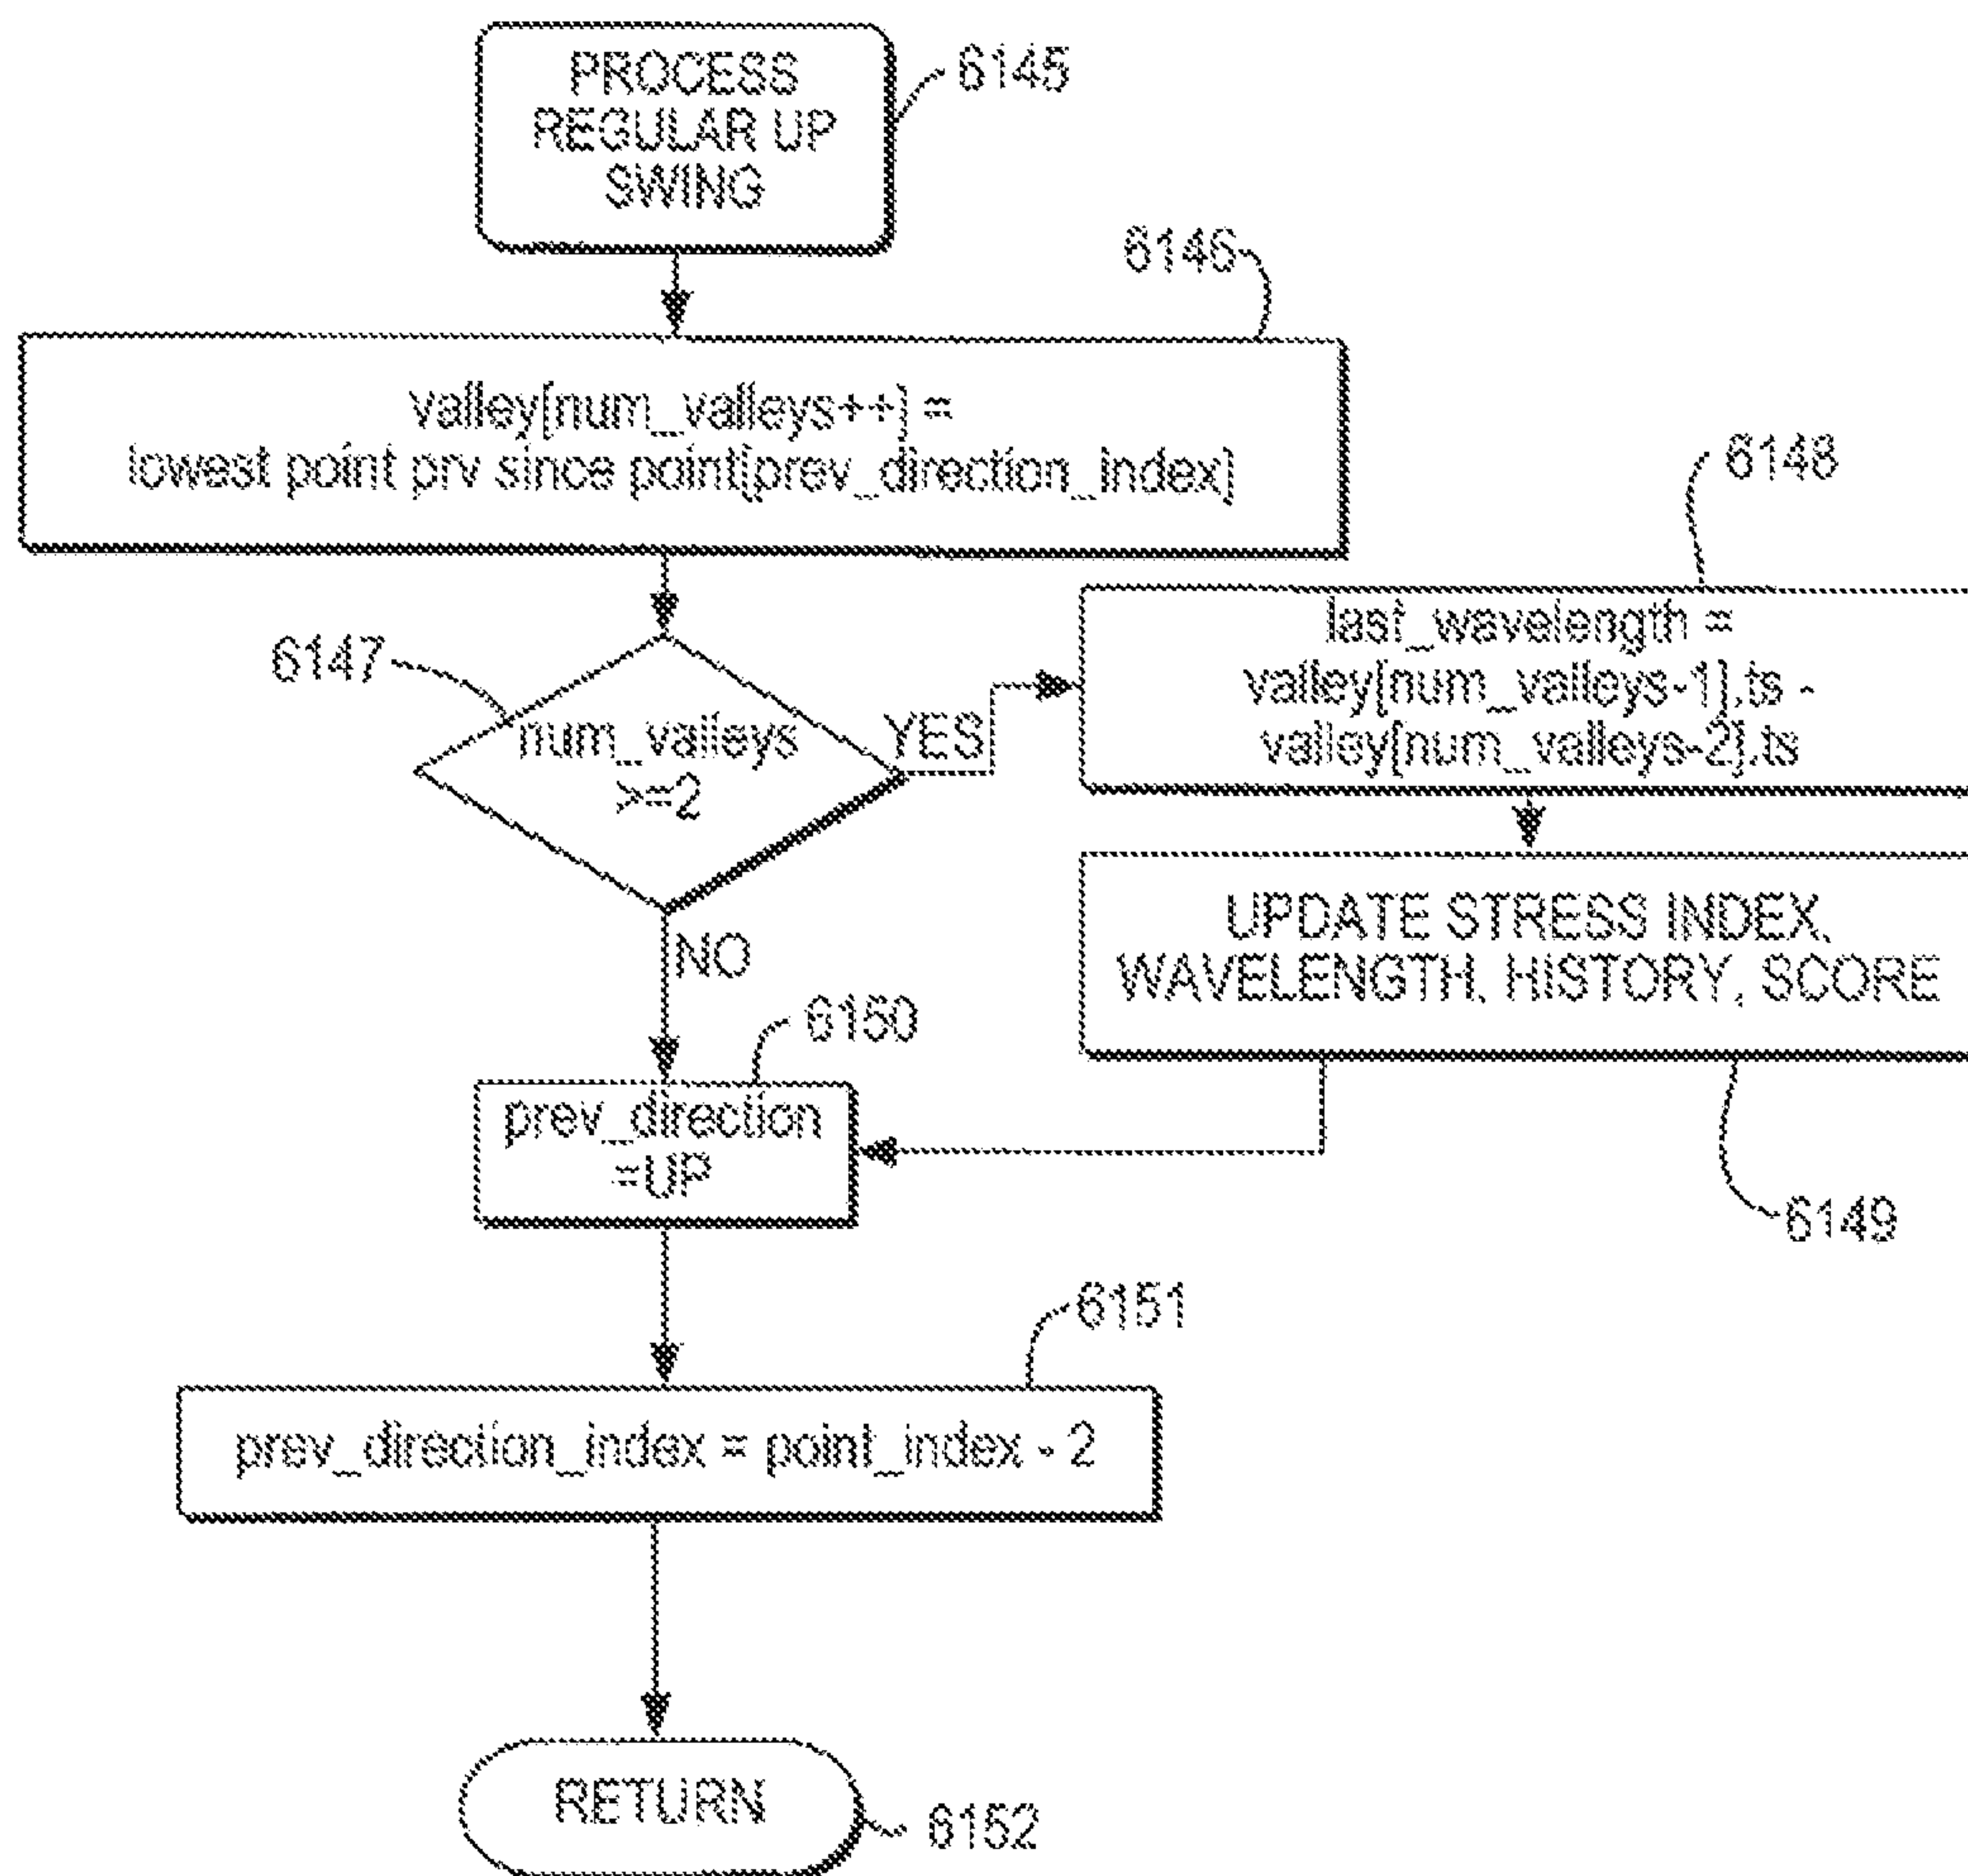 PROCESS
REGULAR UP
SWING
6145
6146
valley[num_valleys++] =
lowest point prv since point[prev_direction_index]
6147
num_valleys
>=2
YES
6148
last_wavelength =
valley[num_valleys-1].ts -
valley[num_valleys-2].ts
UPDATE STRESS INDEX,
WAVELENGTH, HISTORY, SCORE
6149
NO
6150
prev_direction
=UP
6151
prev_direction_index = point_index - 2
RETURN
6152